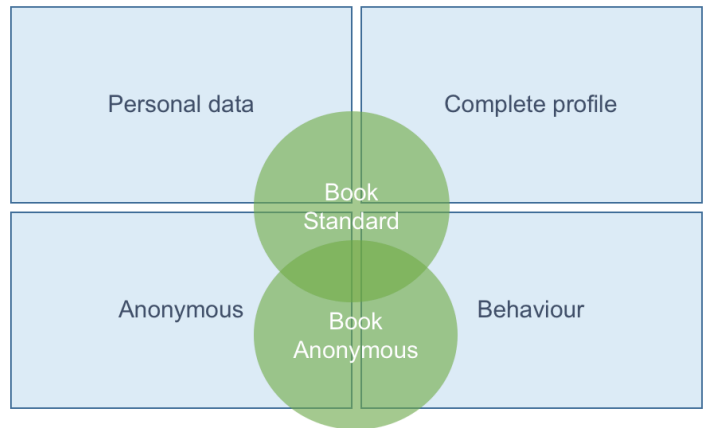 Personal data
Complete profile
Book
Standard
Anonymous
Behaviour
Book
Anonymous